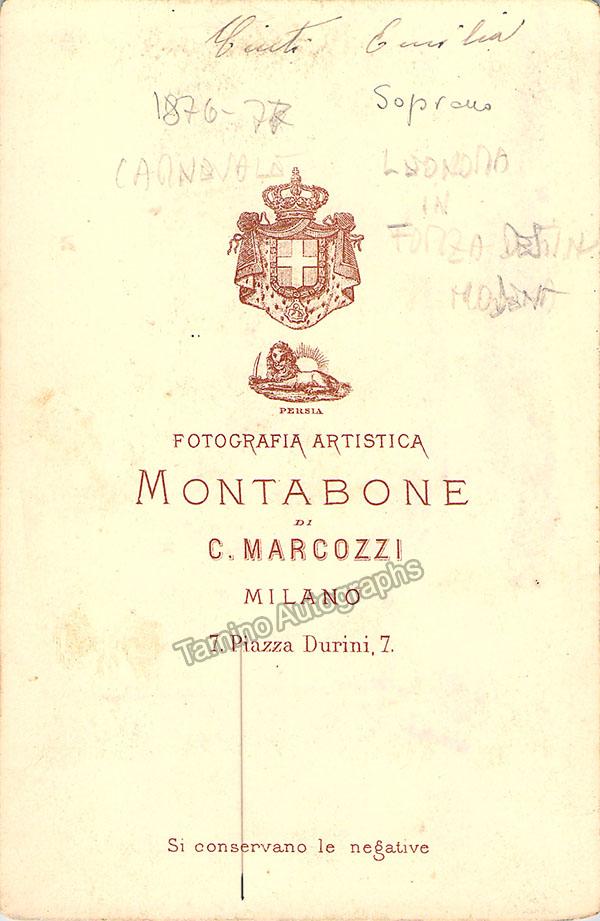 Ciuti Emilia
1876-77 Soprano
CARNEVALE LEONORA
IN
FORZA DESTIN
MODENA
PERSIA
FOTOGRAFIA ARTISTICA
MONTABONE
DI
C. MARCOZZI
MILANO
Tamino Autographs
7. Piazza Durini, 7.
Si conservano le negative